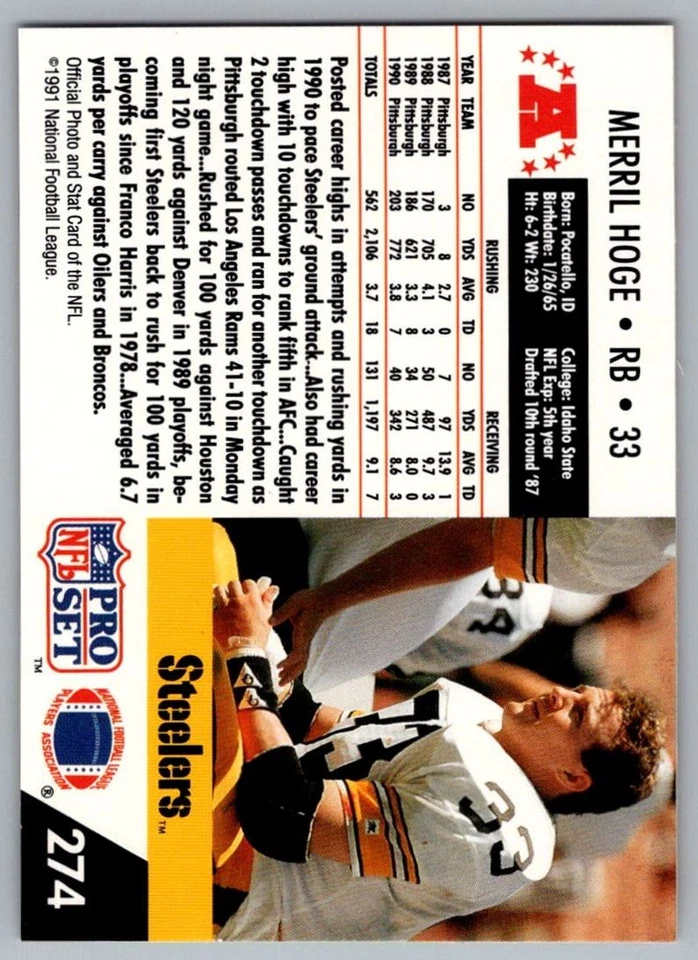 MERRIL HOGE • RB • 33
A
Born: Pocatello, ID College: Idaho State
Birthdate: 1/26/65 NFL Exp: 5th year
Ht: 6-2 Wt: 230 Drafted 10th round '87
RUSHING RECEIVING
YEAR TEAM NO YDS AVG TD NO YDS AVG TD
1987 Pittsburgh 3 8 2.7 0 7 97 13.9 1
1988 Pittsburgh 170 705 4.1 3 50 487 9.7 3
1989 Pittsburgh 186 621 3.3 8 34 271 8.0 0
1990 Pittsburgh 203 772 3.8 7 40 342 8.6 3
TOTALS 562 2,106 3.7 18 131 1,197 9.1 7
Posted career highs in attempts and rushing yards in
1990 to pace Steelers' ground attack...Also had career
high with 10 touchdowns to rank fifth in AFC...Caught
2 touchdown passes and ran for another touchdown as
Pittsburgh routed Los Angeles Rams 41-10 in Monday
night game...Rushed for 100 yards against Houston
and 120 yards against Denver in 1989 playoffs, be-
coming first Steelers back to rush for 100 yards in
playoffs since Franco Harris in 1978...Averaged 6.7
yards per carry against Oilers and Broncos.
Official Photo and Stat Card of the NFL.
©1991 National Football League.
34
33
33
Steelers™
PRO
NFL
SET™
NATIONAL FOOTBALL LEAGUE
PLAYERS ASSOCIATION®
274